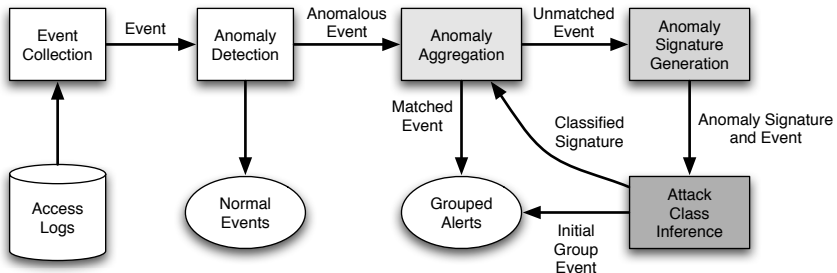 Event
Collection
Event
Anomaly
Detection
Anomalous
Event
Anomaly
Aggregation
Unmatched
Event
Anomaly
Signature
Generation
Matched
Event
Classified
Signature
Anomaly Signature
and Event
Access
Logs
Normal
Events
Grouped
Alerts
Initial
Group
Event
Attack
Class
Inference